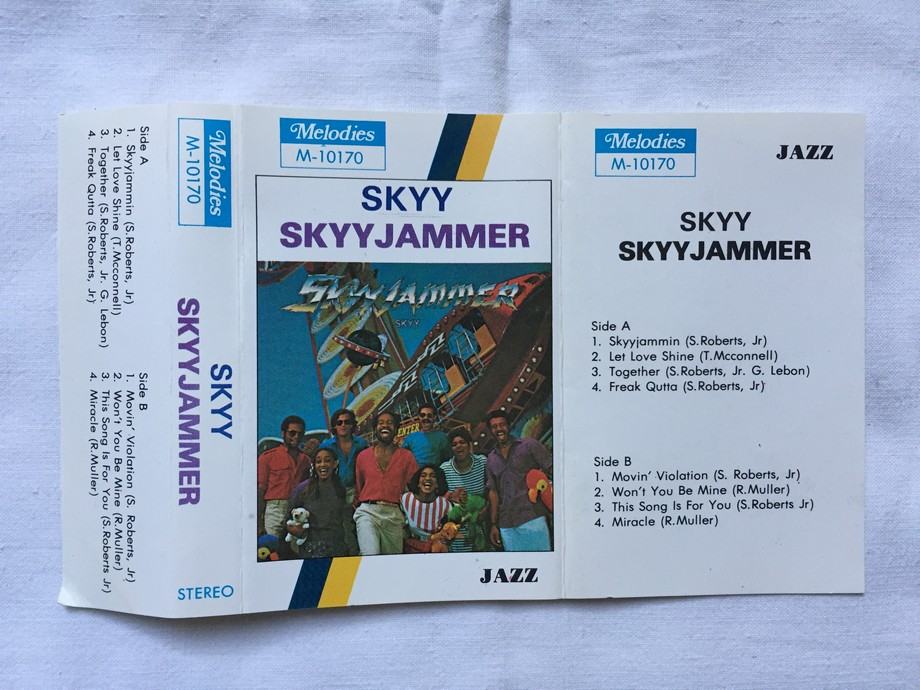 Side A
1. Skyyjammin (S.Roberts, Jr)
2. Let Love Shine (T.Mcconnell)
3. Together (S.Roberts, Jr. G. Lebon)
4. Freak Qutta (S.Roberts, Jr)
Side B
1. Movin' Violation (S. Roberts, Jr)
2. Won't You Be Mine (R.Muller)
3. This Song Is For You (S.Roberts Jr)
4. Miracle (R.Muller)
Melodies
M-10170
SKYY
SKYYJAMMER
STEREO
Melodies
M-10170
SKYY
SKYYJAMMER
SKYYJAMMER
SKYY
CENTER
JAZZ
Melodies
M-10170
JAZZ
SKYY
SKYYJAMMER
Side A
1. Skyyjammin (S.Roberts, Jr)
2. Let Love Shine (T.Mcconnell)
3. Together (S.Roberts, Jr. G. Lebon)
4. Freak Qutta (S.Roberts, Jr)
Side B
1. Movin' Violation (S. Roberts, Jr)
2. Won't You Be Mine (R.Muller)
3. This Song Is For You (S.Roberts Jr)
4. Miracle (R.Muller)